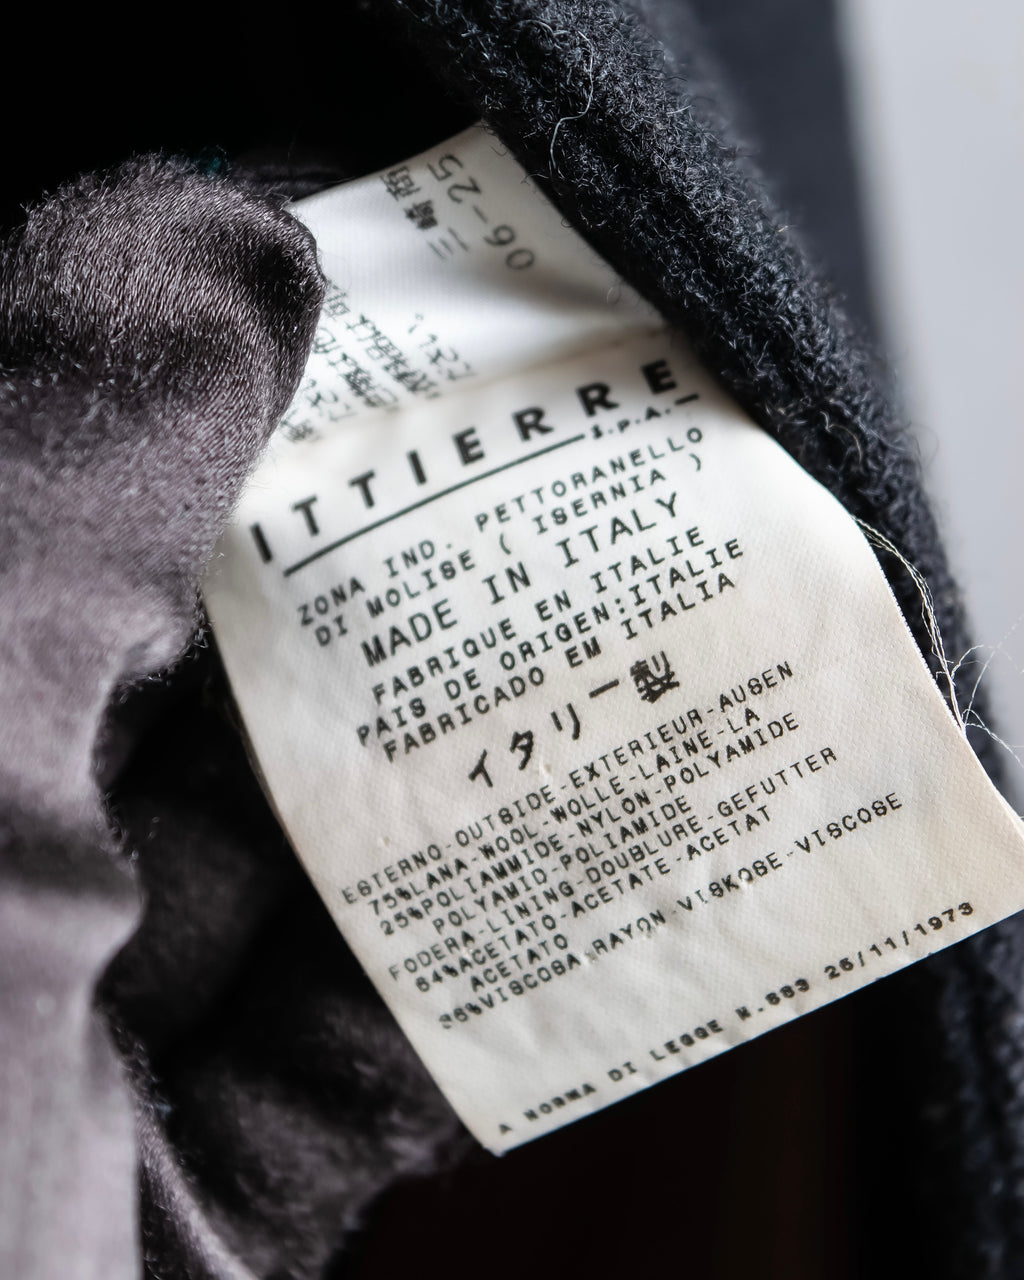 ITTIERRE
S.p.A.
ZONA IND. PETTORANELLO
DI MOLISE ( ISERNIA )
MADE IN ITALY
FABRIQUE EN ITALIE
PAIS DE ORIGEN:ITALIE
FABRICADO EM ITALIA
イタリー製
ESTERNO-OUTSIDE-EXTERIEUR-AUSEN
75%LANA-WOOL-WOLLE-LAINE-LA
25%POLIAMMIDE-NYLON-POLYAMIDE
POLYAMID-POLIAMIDE
FODERA-LINING-DOUBLURE-GEFUTTER
64%ACETATO-ACETATE-ACETAT
ACETATO
36%VISCOSA-RAYON-VISKOSE-VISCOSE
A NORMA DI LEGGE N.883 26/11/1973
06-25